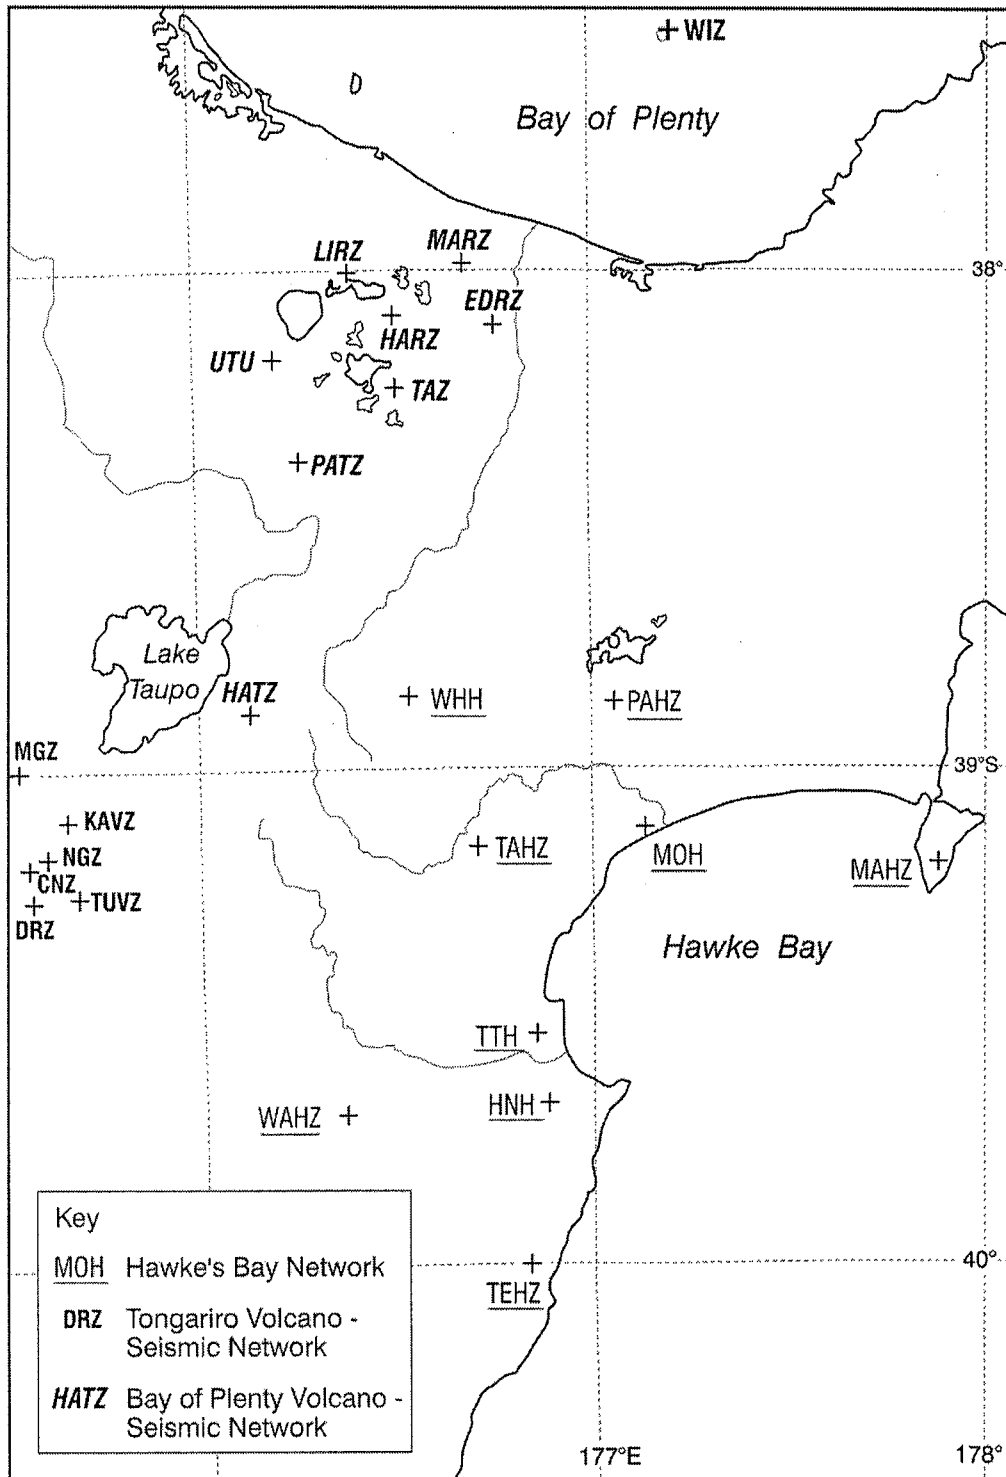 WIZ
Bay of Plenty
LIRZ
MARZ
38°
EDRZ
HARZ
UTU
TAZ
PATZ
Lake
Taupo
HATZ
WHH
PAHZ
MGZ
39°S
KAVZ
TAHZ
MOH
NGZ
MAHZ
CNZ
TUVZ
DRZ
Hawke Bay
TTH
HNH
WAHZ
Key
MOH Hawke's Bay Network
40°
TEHZ
DRZ Tongariro Volcano -
Seismic Network
HATZ Bay of Plenty Volcano -
Seismic Network
177°E
178°